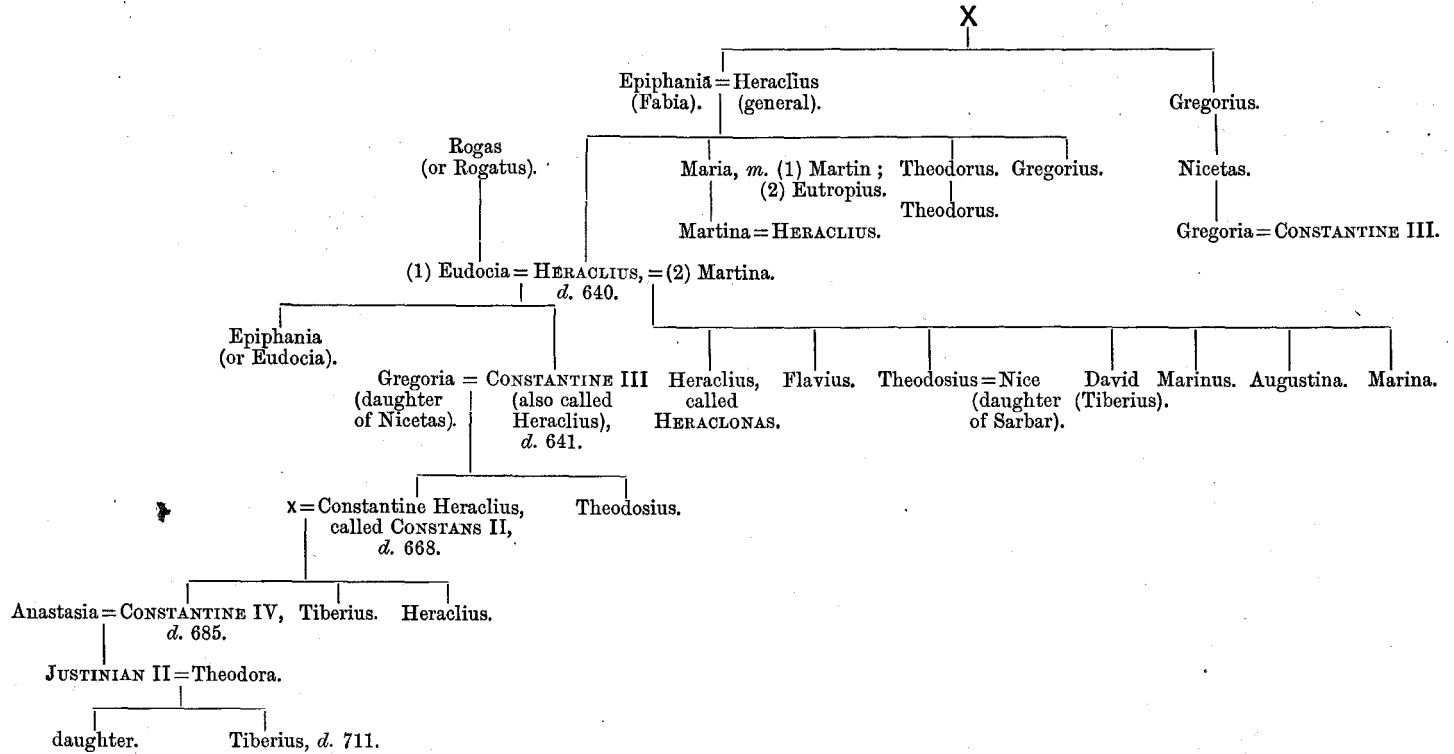 X
Epiphania = Heraclius
(Fabia). (general).
Gregorius.
Rogas
(or Rogatus).
Maria, m. (1) Martin ;
(2) Eutropius.
Theodorus. Gregorius.
Nicetas.
Theodorus.
Martina = HERACLIUS.
Gregoria = CONSTANTINE III.
(1) Eudocia = HERACLIUS, = (2) Martina.
d. 640.
Epiphania
(or Eudocia).
Gregoria = CONSTANTINE III
(daughter (also called
of Nicetas). Heraclius),
d. 641.
Heraclius,
called
HERACLONAS.
Flavius.
Theodosius = Nice
(daughter
of Sarbar).
David
(Tiberius).
Marinus. Augustina. Marina.
x = Constantine Heraclius,
called CONSTANS II,
d. 668.
Theodosius.
Anastasia = CONSTANTINE IV, Tiberius. Heraclius.
d. 685.
JUSTINIAN II = Theodora.
daughter. Tiberius, d. 711.